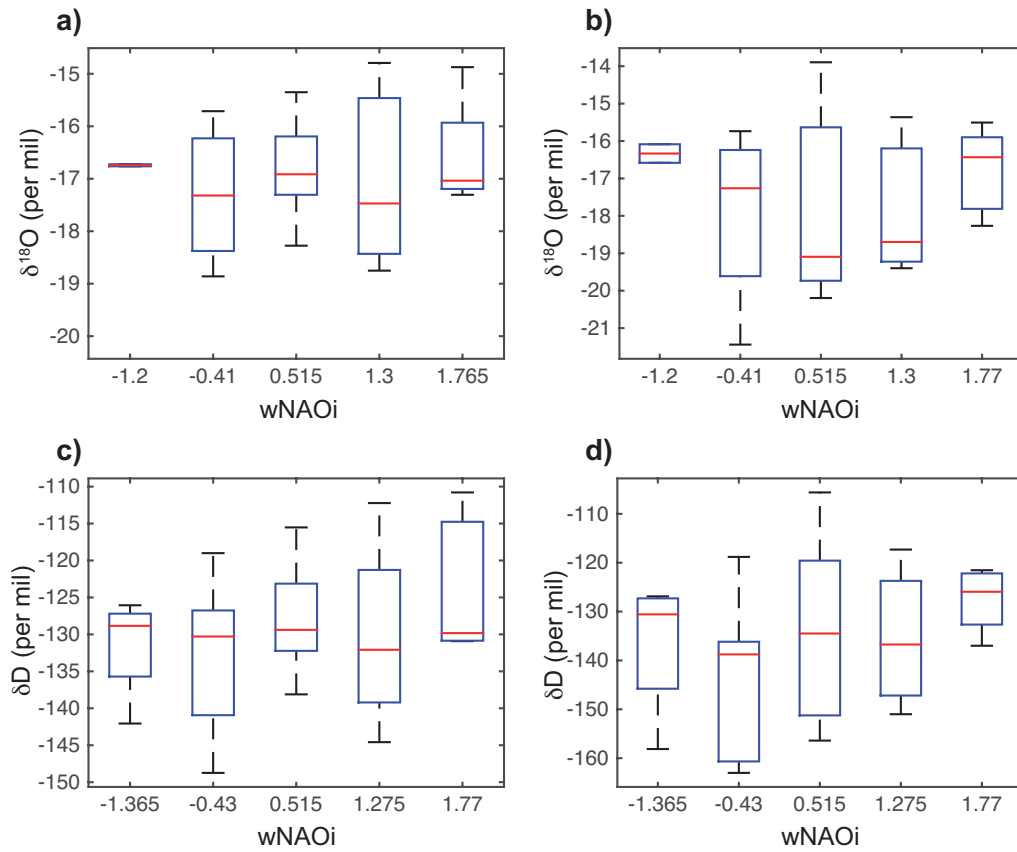 a)
δ18O (per mil)
-15
-16
-17
-18
-19
-20
-1.2 -0.41 0.515 1.3 1.765
wNAOi
b)
δ18O (per mil)
-14
-15
-16
-17
-18
-19
-20
-21
-1.2 -0.41 0.515 1.3 1.77
wNAOi
c)
δD (per mil)
-110
-115
-120
-125
-130
-135
-140
-145
-150
-1.365 -0.43 0.515 1.275 1.77
wNAOi
d)
δD (per mil)
-110
-120
-130
-140
-150
-160
-1.365 -0.43 0.515 1.275 1.77
wNAOi